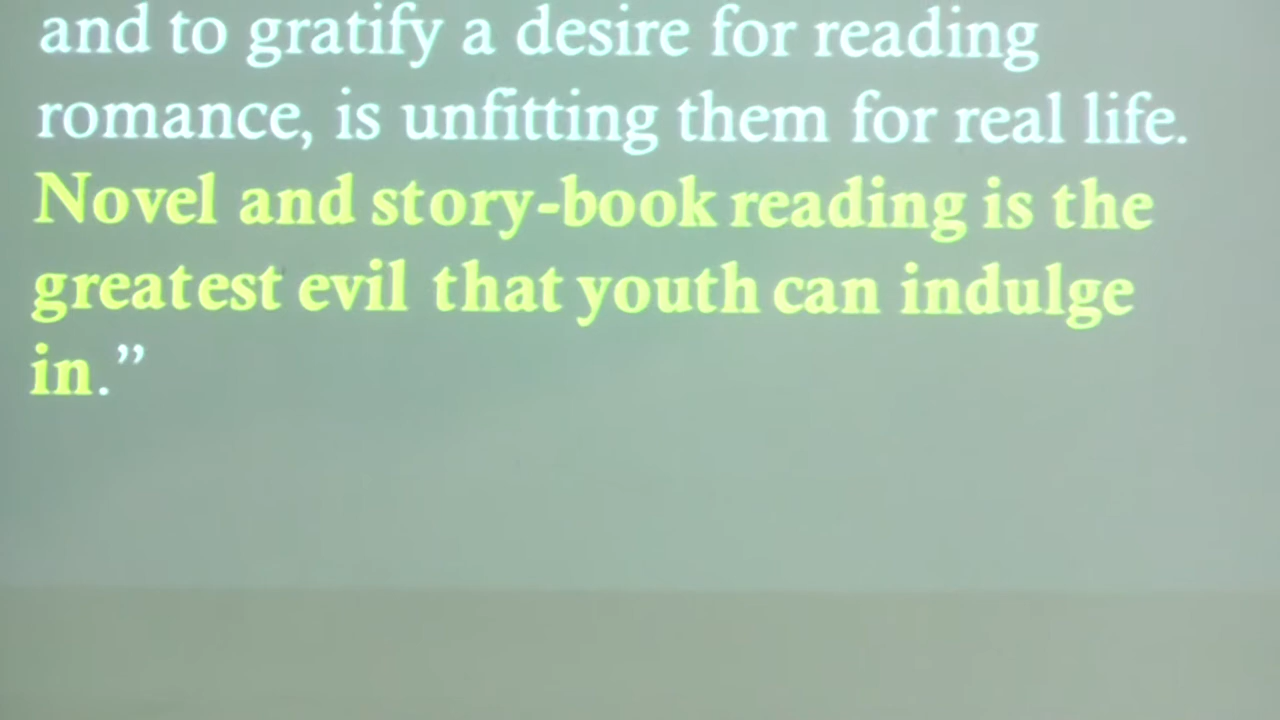 and to gratify a desire for reading
romance, is unfitting them for real life.
Novel and story-book reading is the
greatest evil that youth can indulge
in.”